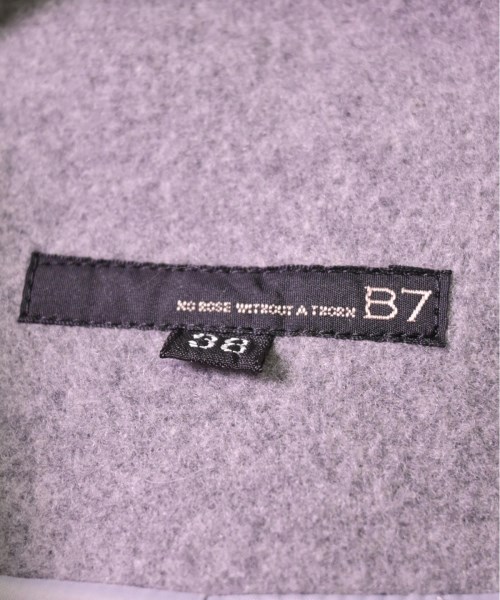 NO ROSE WITHOUT A THORN B7
38